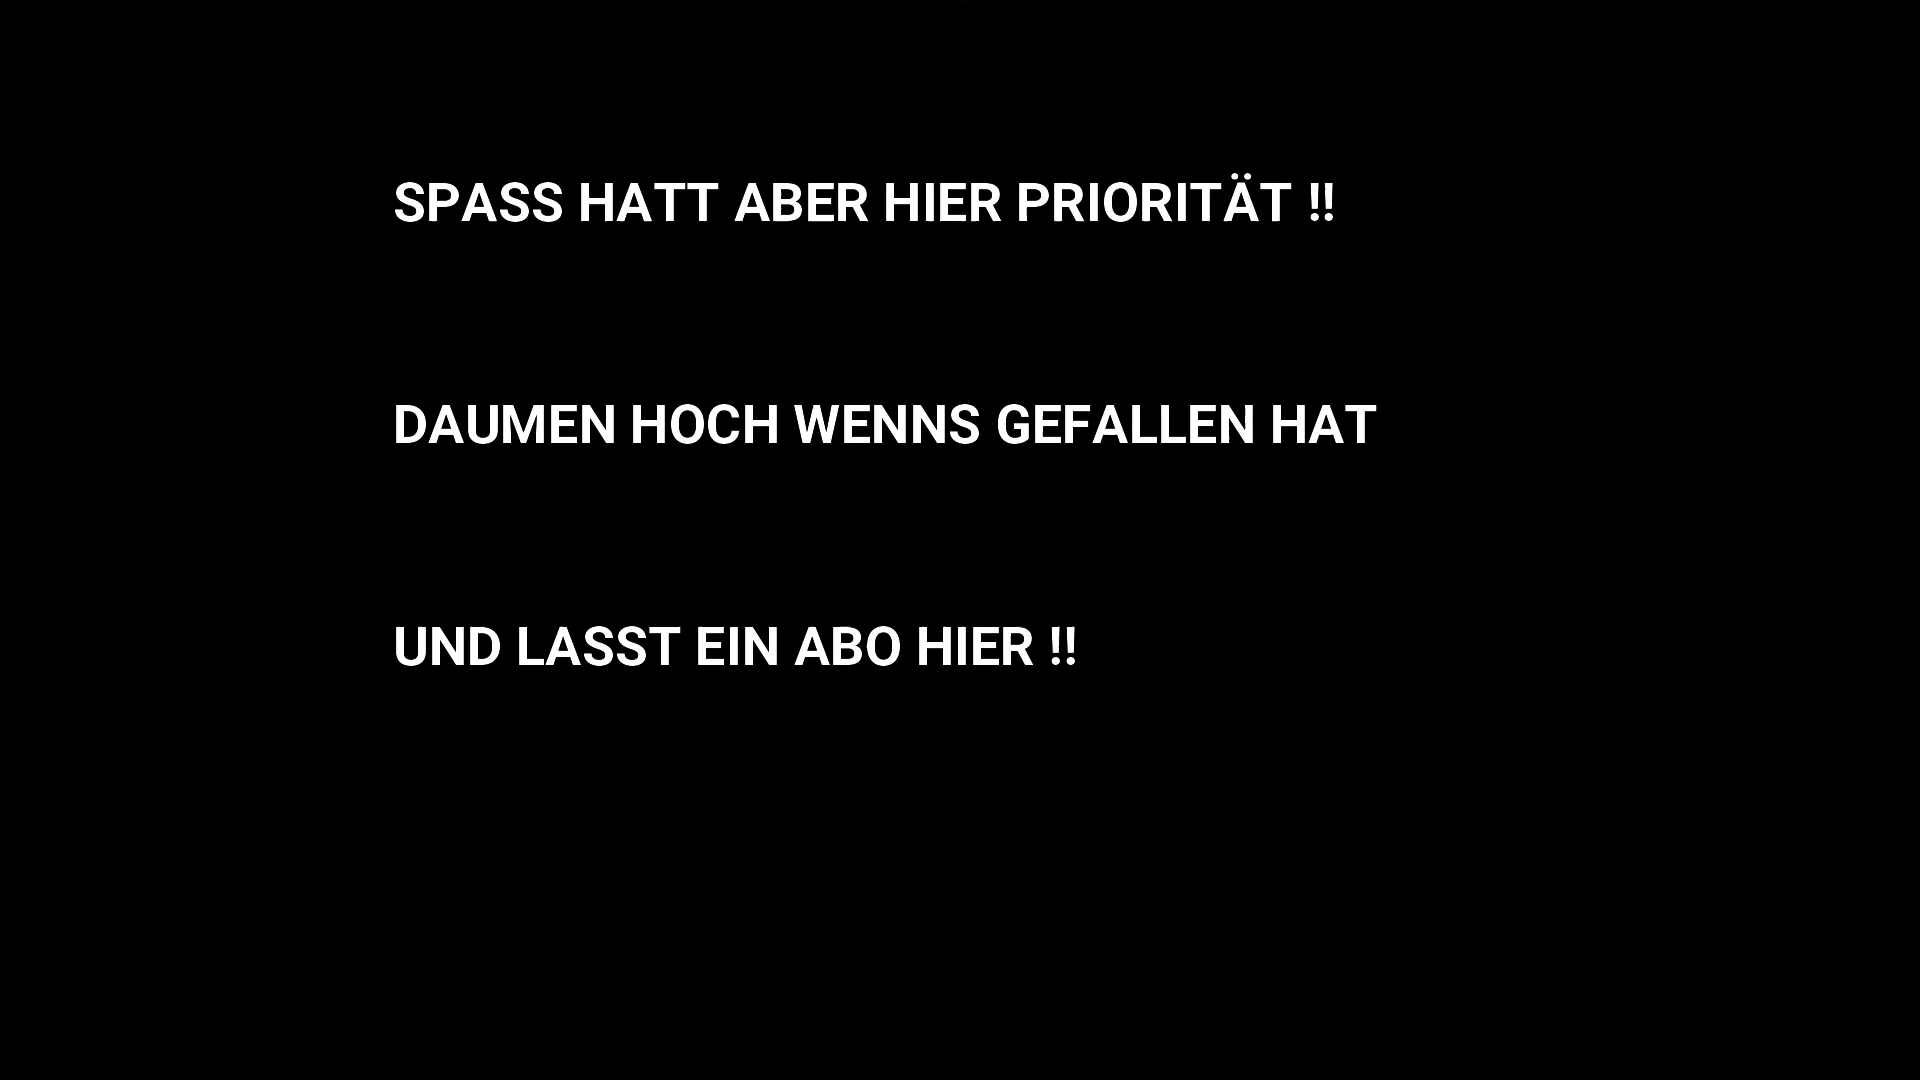 SPASS HATT ABER HIER PRIORITÄT !!
DAUMEN HOCH WENNS GEFALLEN HAT
UND LASST EIN ABO HIER !!